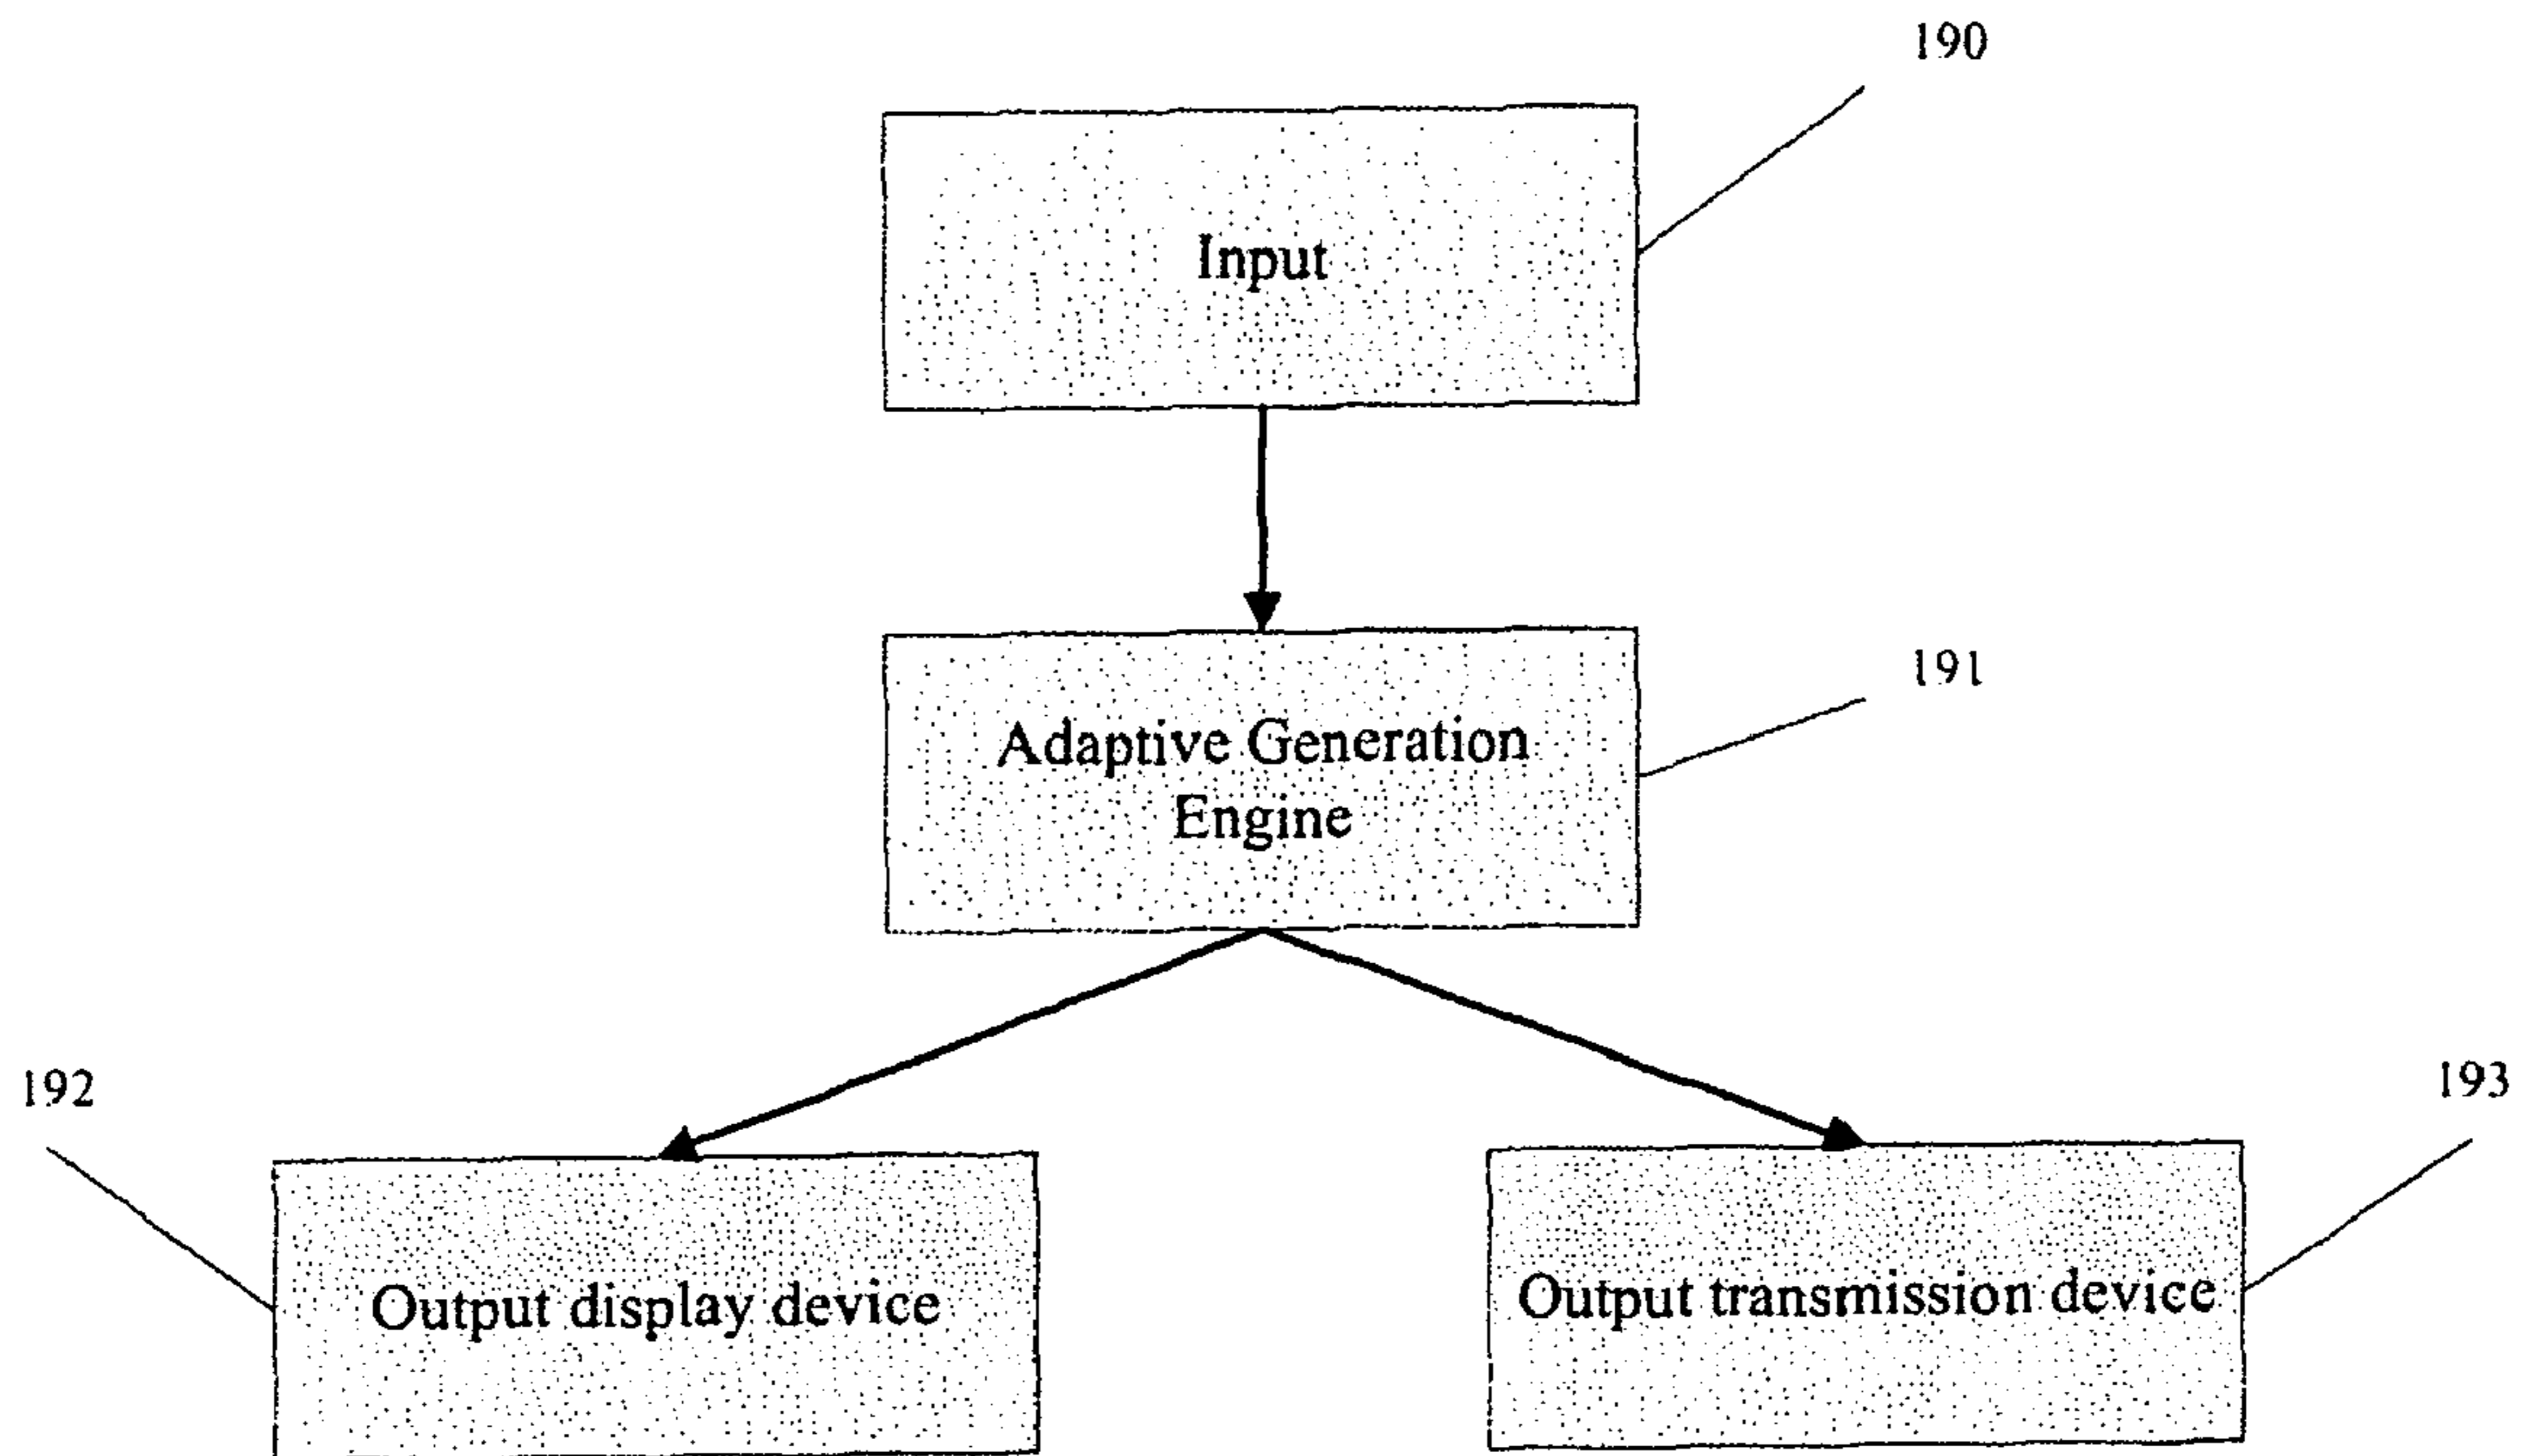 190
Input
191
Adaptive Generation
Engine
192
193
Output display device
Output transmission device